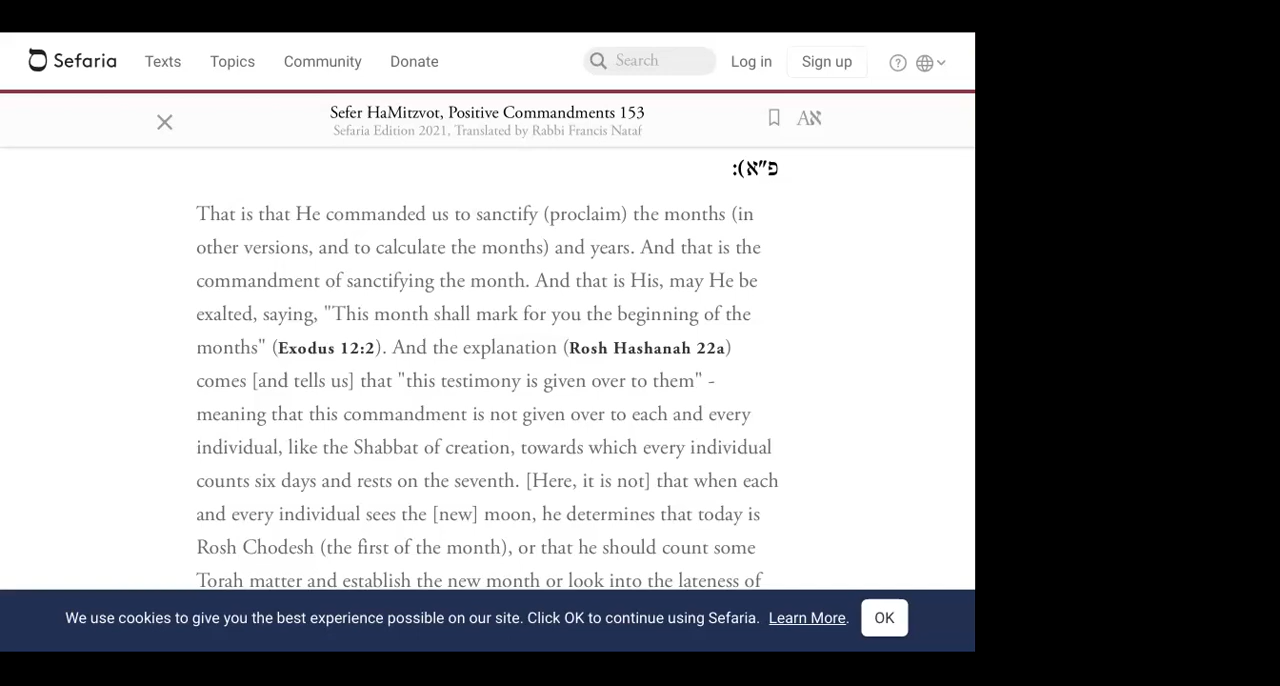 Sefaria Texts Topics Community Donate Search Log in Sign up
Sefer HaMitzvot, Positive Commandments 153
Sefaria Edition 2021, Translated by Rabbi Francis Nataf
פ״א):
That is that He commanded us to sanctify (proclaim) the months (in
other versions, and to calculate the months) and years. And that is the
commandment of sanctifying the month. And that is His, may He be
exalted, saying, "This month shall mark for you the beginning of the
months" (Exodus 12:2). And the explanation (Rosh Hashanah 22a)
comes [and tells us] that "this testimony is given over to them" -
meaning that this commandment is not given over to each and every
individual, like the Shabbat of creation, towards which every individual
counts six days and rests on the seventh. [Here, it is not] that when each
and every individual sees the [new] moon, he determines that today is
Rosh Chodesh (the first of the month), or that he should count some
Torah matter and establish the new month or look into the lateness of
We use cookies to give you the best experience possible on our site. Click OK to continue using Sefaria. Learn More. OK